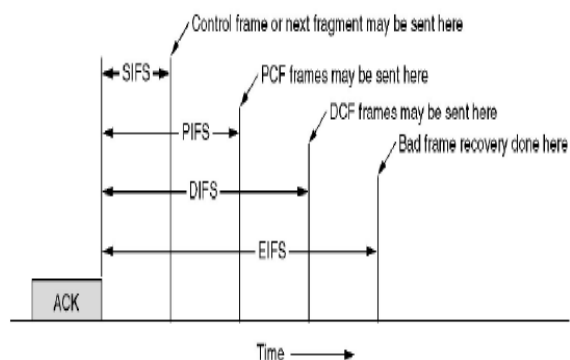 Control frame or next fragment may be sent here
SIFS
PCF frames may be sent here
PIFS
DCF frames may be sent here
Bad frame recovery done here
DIFS
EIFS
ACK
Time